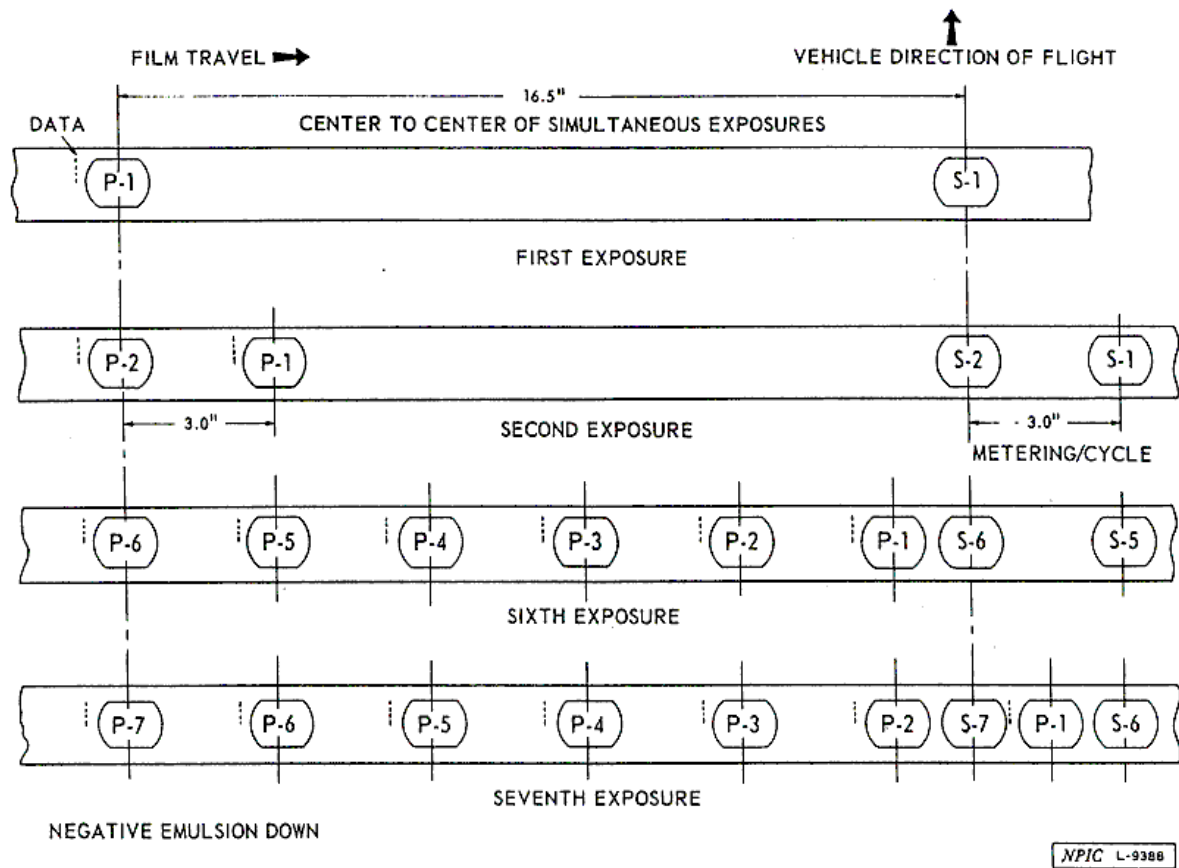 FILM TRAVEL
VEHICLE DIRECTION OF FLIGHT
16.5"
DATA
CENTER TO CENTER OF SIMULTANEOUS EXPOSURES
P-1 S-1
FIRST EXPOSURE
P-2 P-1 S-2 S-1
3.0" - 3.0"
SECOND EXPOSURE
METERING/CYCLE
P-6 P-5 P-4 P-3 P-2 P-1 S-6 S-5
SIXTH EXPOSURE
P-7 P-6 P-5 P-4 P-3 P-2 S-7 P-1 S-6
SEVENTH EXPOSURE
NEGATIVE EMULSION DOWN
NPIC L-9388